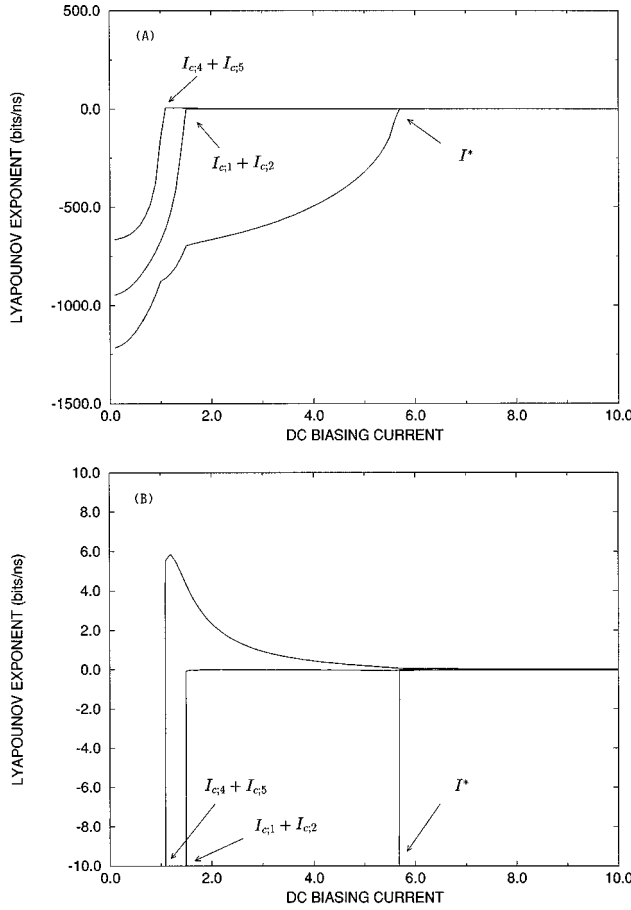 (A)
LYAPOUNOV EXPONENT (bits/ns)
500.0
0.0
-500.0
-1000.0
-1500.0
I_{c;4} + I_{c;5}
I_{c;1} + I_{c;2}
I*
0.0 2.0 4.0 6.0 8.0 10.0
DC BIASING CURRENT
(B)
LYAPOUNOV EXPONENT (bits/ns)
10.0
8.0
6.0
4.0
2.0
0.0
-2.0
-4.0
-6.0
-8.0
-10.0
I_{c;4} + I_{c;5}
I_{c;1} + I_{c;2}
I*
0.0 2.0 4.0 6.0 8.0 10.0
DC BIASING CURRENT